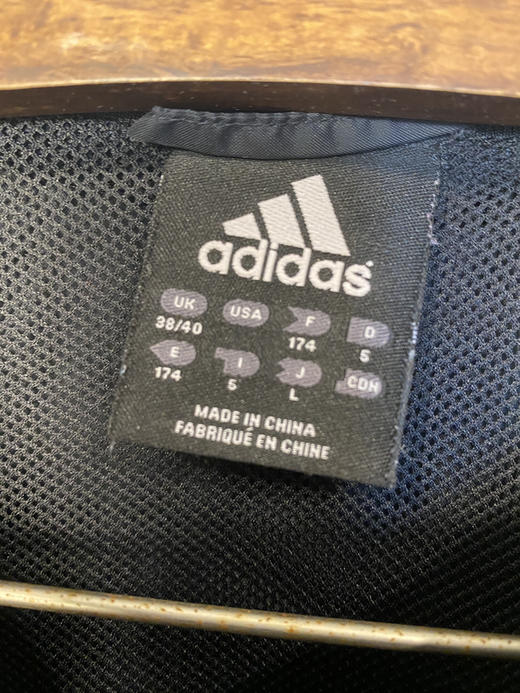 adidas
UK USA F D
38/40 174 5
E I J CDN
174 5 L
MADE IN CHINA
FABRIQUÉ EN CHINE